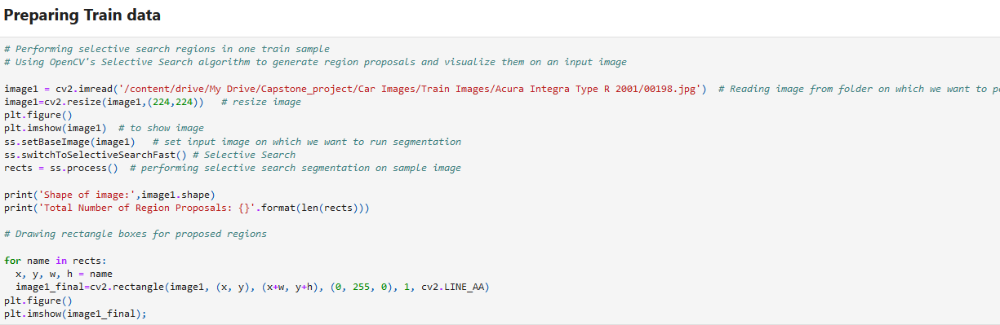 Preparing Train data
# Performing selective search regions in one train sample
# Using OpenCV's Selective Search algorithm to generate region proposals and visualize them on an input image
image1 = cv2.imread('/content/drive/My Drive/Capstone_project/Car Images/Train Images/Acura Integra Type R 2001/00198.jpg')  # Reading image from folder on which we want to
image1=cv2.resize(image1,(224,224))   # resize image
plt.figure()
plt.imshow(image1)  # to show image
ss.setBaseImage(image1)   # set input image on which we want to run segmentation
ss.switchToSelectiveSearchFast() # Selective Search
rects = ss.process()  # performing selective search segmentation on sample image
print('Shape of image:',image1.shape)
print('Total Number of Region Proposals: {}'.format(len(rects)))
# Drawing rectangle boxes for proposed regions
for name in rects:
  x, y, w, h = name
  image1_final=cv2.rectangle(image1, (x, y), (x+w, y+h), (0, 255, 0), 1, cv2.LINE_AA)
plt.figure()
plt.imshow(image1_final);